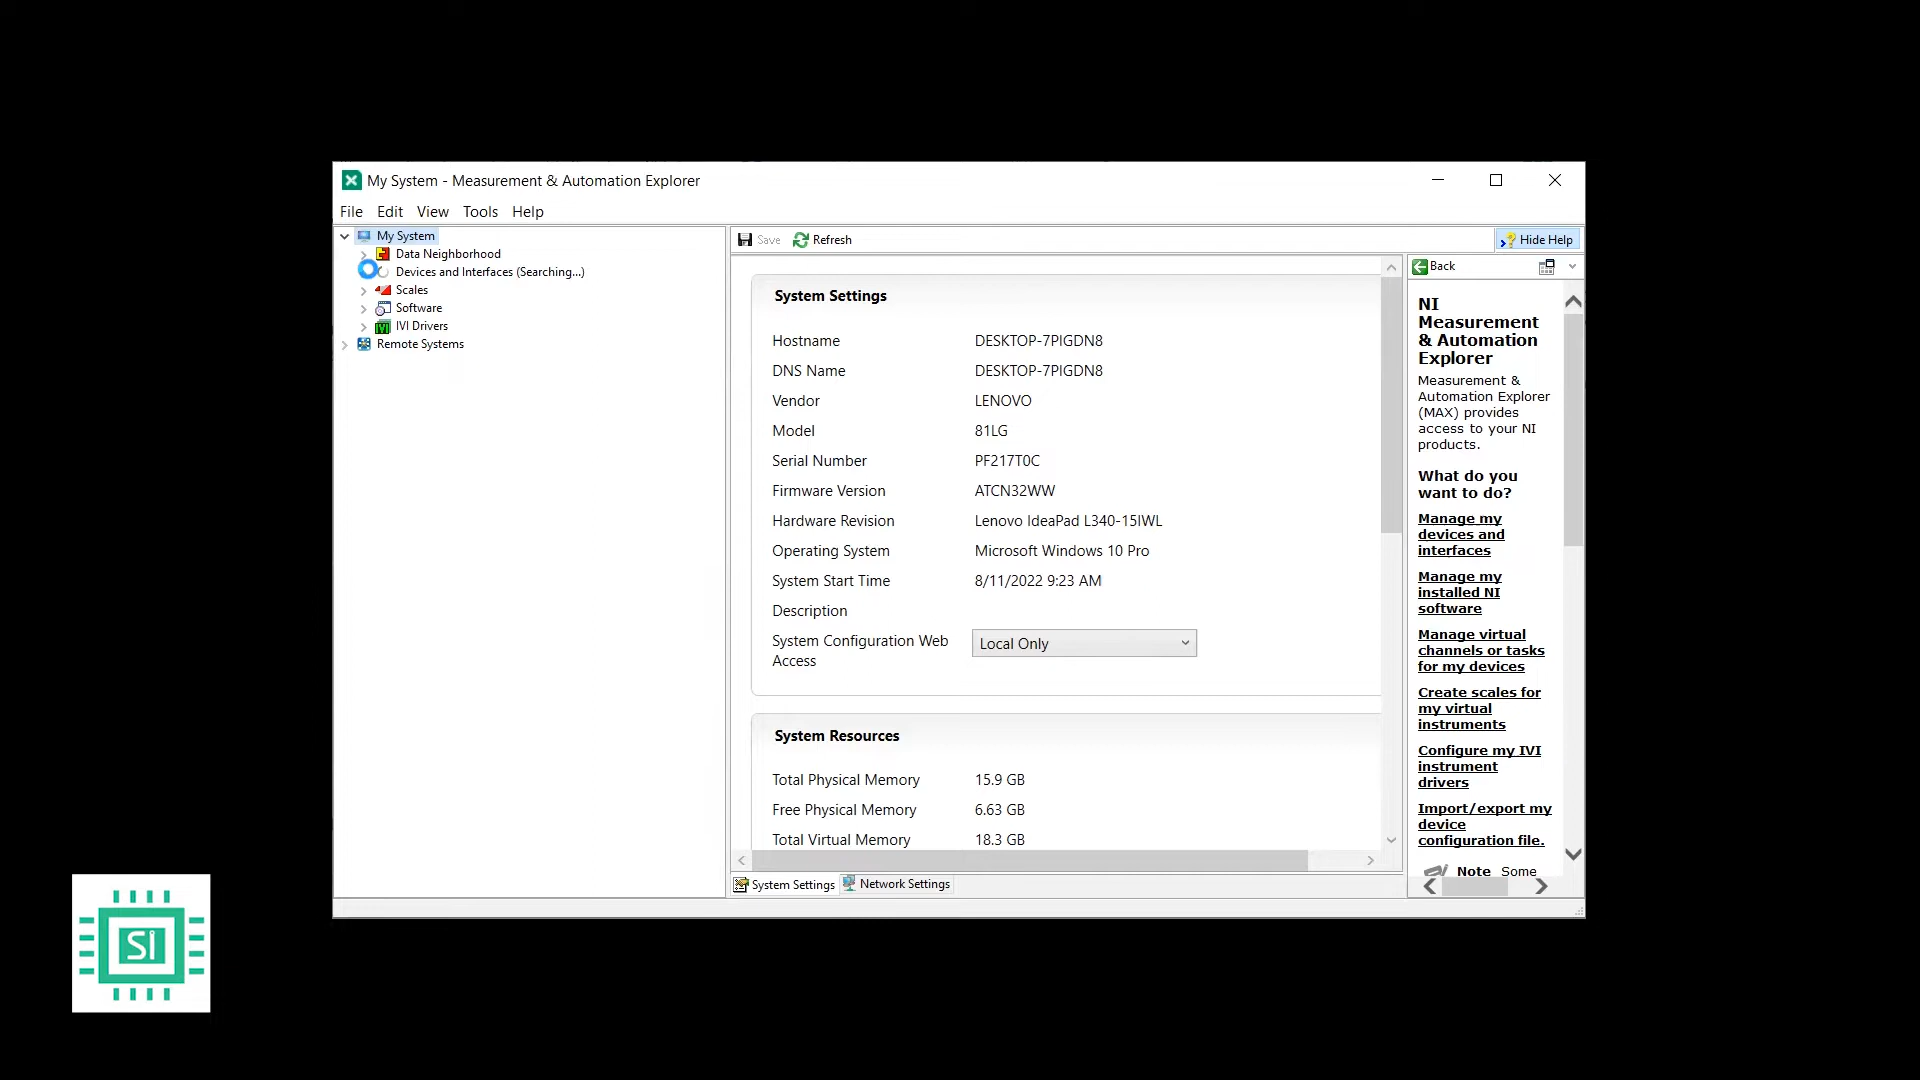 My System - Measurement & Automation Explorer
File Edit View Tools Help
My System
Data Neighborhood
Devices and Interfaces (Searching...)
Scales
Software
IVI Drivers
Remote Systems
Save Refresh
Hide Help
System Settings
Hostname DESKTOP-7PIGDN8
DNS Name DESKTOP-7PIGDN8
Vendor LENOVO
Model 81LG
Serial Number PF217T0C
Firmware Version ATCN32WW
Hardware Revision Lenovo IdeaPad L340-15IWL
Operating System Microsoft Windows 10 Pro
System Start Time 8/11/2022 9:23 AM
Description
System Configuration Web
Access
Local Only
System Resources
Total Physical Memory 15.9 GB
Free Physical Memory 6.63 GB
Total Virtual Memory 18.3 GB
System Settings Network Settings
Back
NI
Measurement
& Automation
Explorer
Measurement &
Automation Explorer
(MAX) provides
access to your NI
products.
What do you
want to do?
Manage my
devices and
interfaces
Manage my
installed NI
software
Manage virtual
channels or tasks
for my devices
Create scales for
my virtual
instruments
Configure my IVI
instrument
drivers
Import/export my
device
configuration file.
Note Some
SI